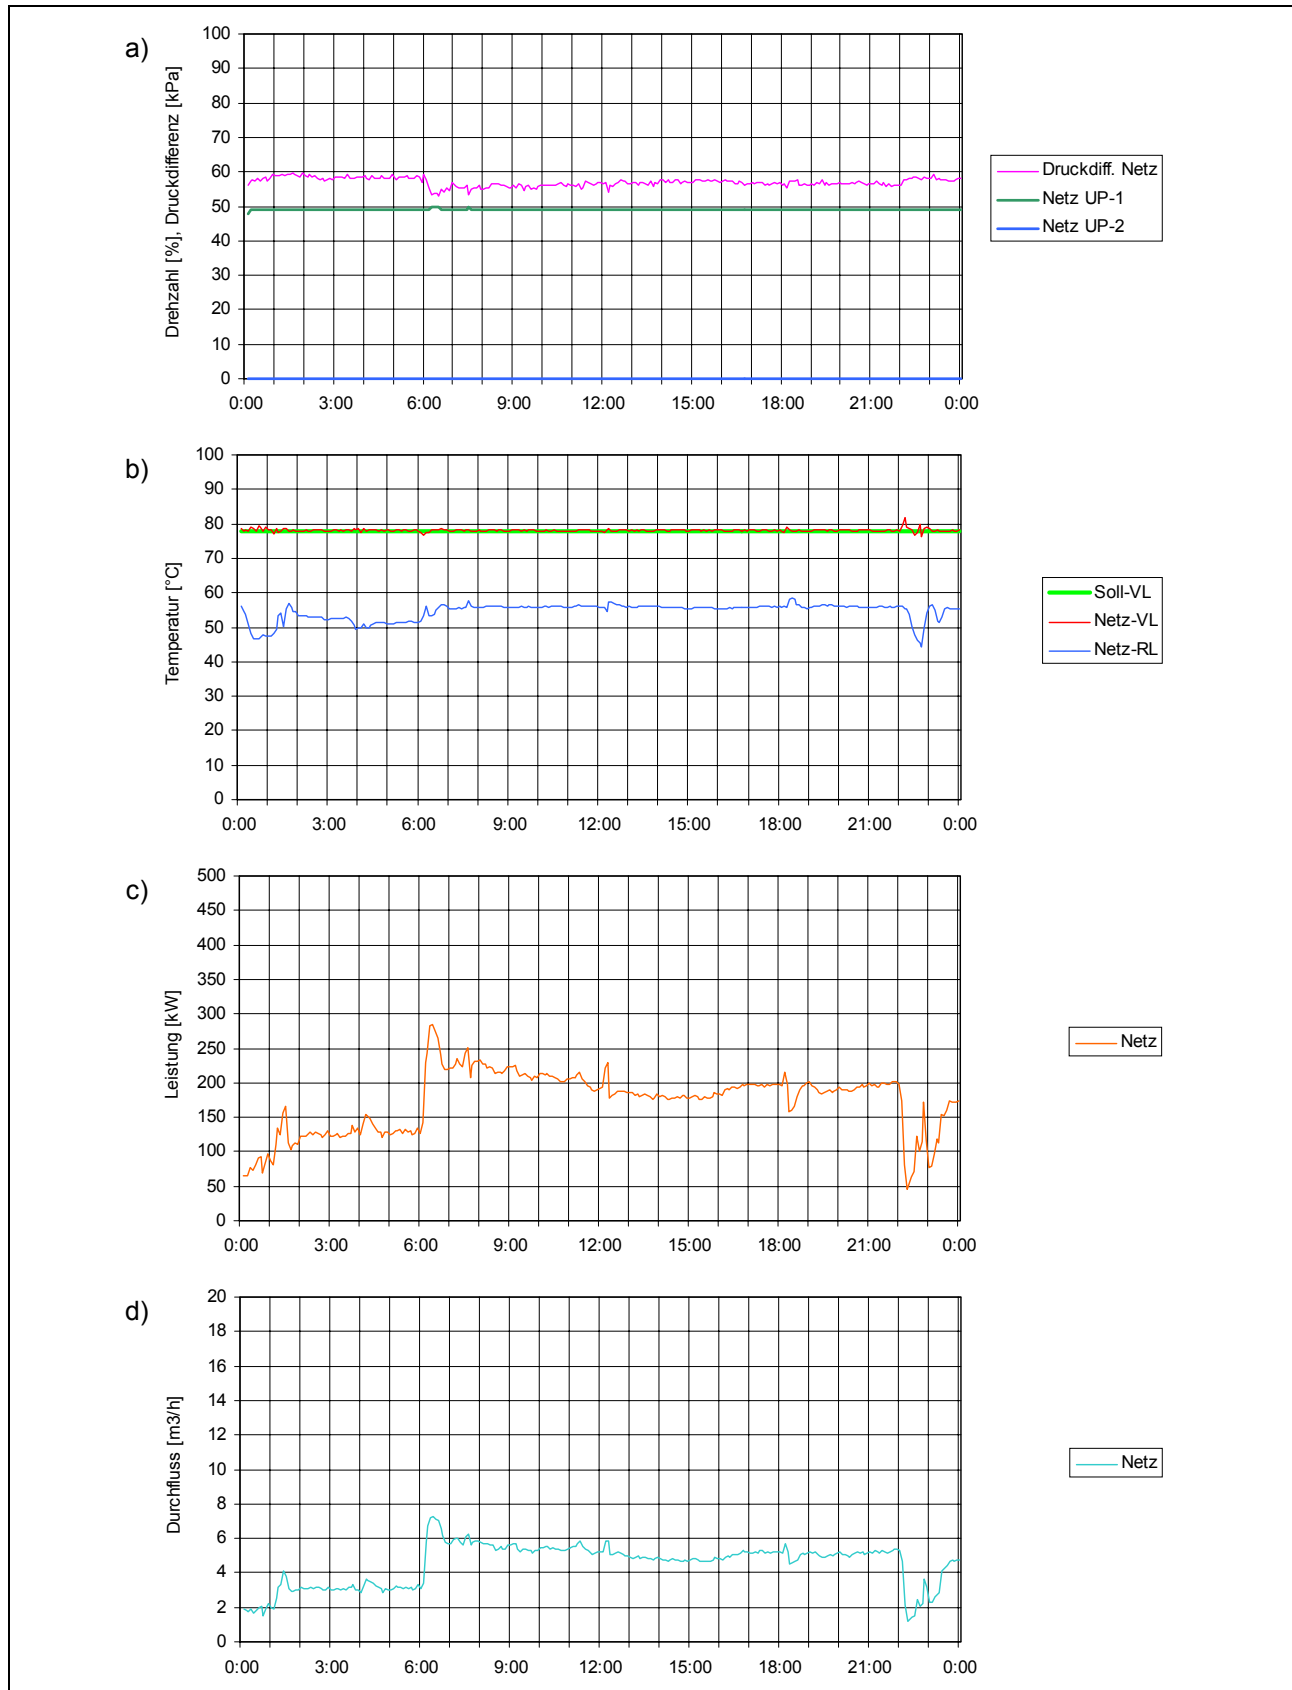 a)
Drehzahl [%], Druckdifferenz [kPa]
100
90
80
70
60
50
40
30
20
10
0
0:00 3:00 6:00 9:00 12:00 15:00 18:00 21:00 0:00
Druckdiff. Netz
Netz UP-1
Netz UP-2
b)
Temperatur [°C]
100
90
80
70
60
50
40
30
20
10
0
0:00 3:00 6:00 9:00 12:00 15:00 18:00 21:00 0:00
Soll-VL
Netz-VL
Netz-RL
c)
Leistung [kW]
500
450
400
350
300
250
200
150
100
50
0
0:00 3:00 6:00 9:00 12:00 15:00 18:00 21:00 0:00
Netz
d)
Durchfluss [m3/h]
20
18
16
14
12
10
8
6
4
2
0
0:00 3:00 6:00 9:00 12:00 15:00 18:00 21:00 0:00
Netz